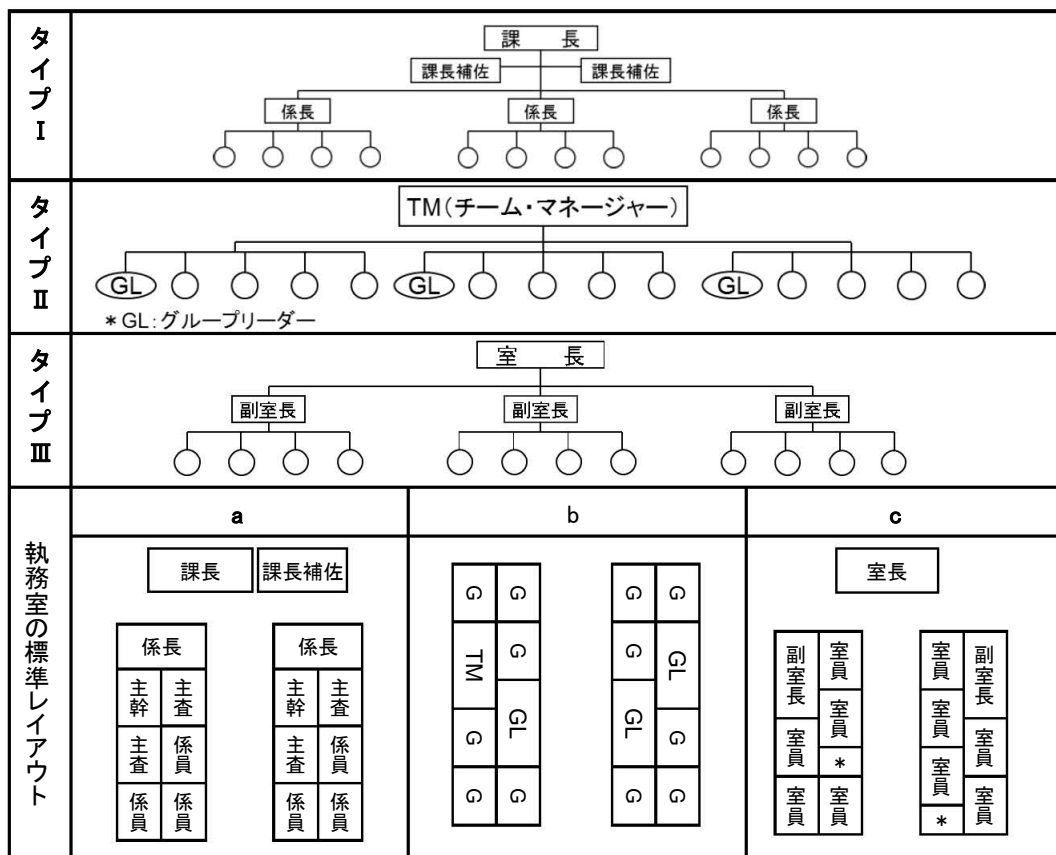 タイプⅠ
課　長
課長補佐 課長補佐
係長 係長 係長
タイプⅡ
TM(チーム・マネージャー)
GL GL GL
*GL:グループリーダー
タイプⅢ
室　長
副室長 副室長 副室長
執務室の標準レイアウト
a b c
課長 課長補佐
係長
主幹 主査
主査 係員
係員 係員
係長
主幹 主査
主査 係員
係員 係員
G G
TM G
G GL
G G
G G
G GL
GL G
G G
室長
副室長 室員
室員
室員 *
室員 室員
室員 副室長
室員
室員 室員
* 室員